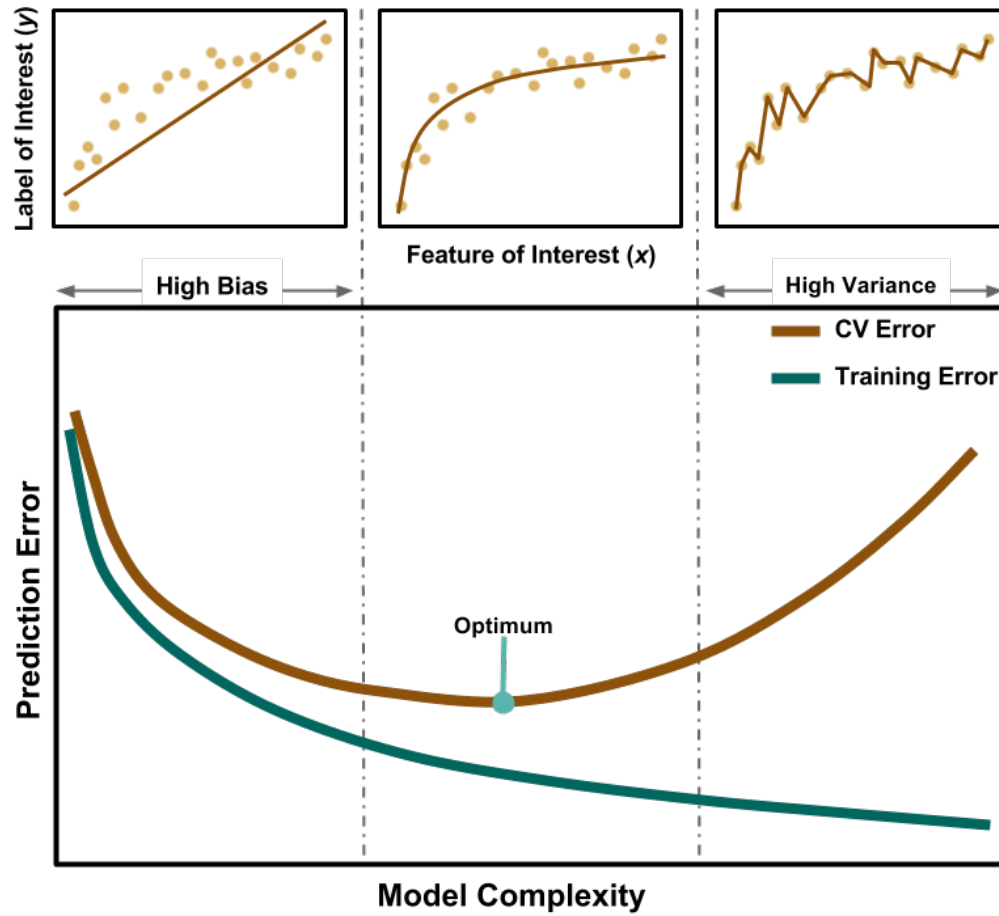 Label of Interest (y)
Feature of Interest (x)
High Bias
High Variance
CV Error
Training Error
Optimum
Prediction Error
Model Complexity